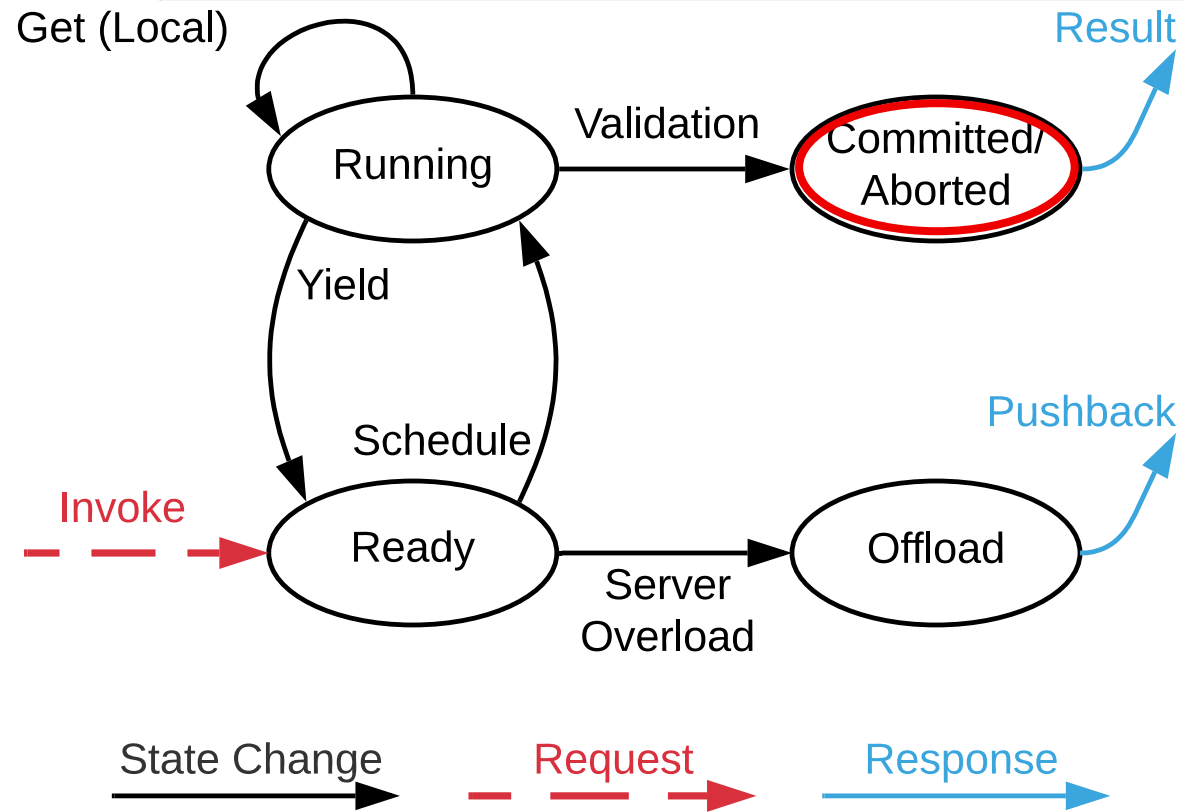 Get (Local)
Result
Validation
Committed/
Aborted
Running
Yield
Schedule
Pushback
Invoke
Ready
Offload
Server
Overload
State Change
Request
Response